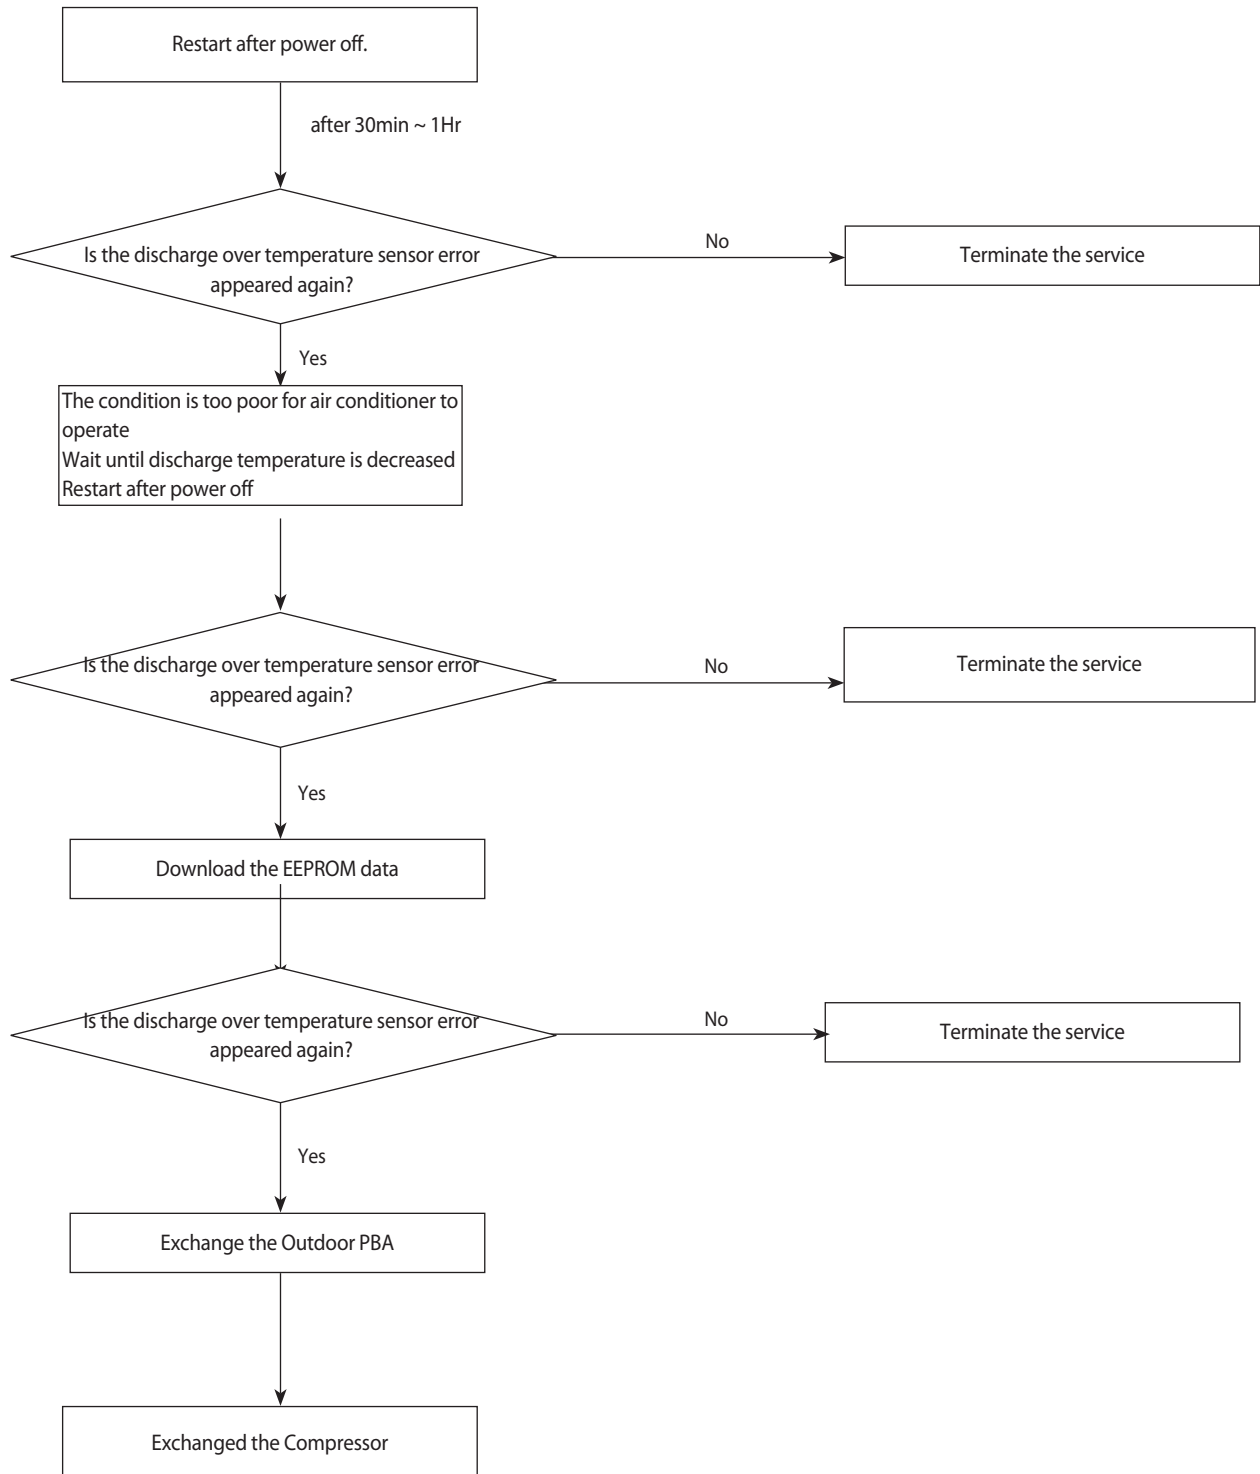 Restart after power off.
after 30min ~ 1Hr
Is the discharge over temperature sensor error
appeared again?
No
Terminate the service
Yes
The condition is too poor for air conditioner to
operate
Wait until discharge temperature is decreased
Restart after power off
Is the discharge over temperature sensor error
appeared again?
No
Terminate the service
Yes
Download the EEPROM data
Is the discharge over temperature sensor error
appeared again?
No
Terminate the service
Yes
Exchange the Outdoor PBA
Exchanged the Compressor